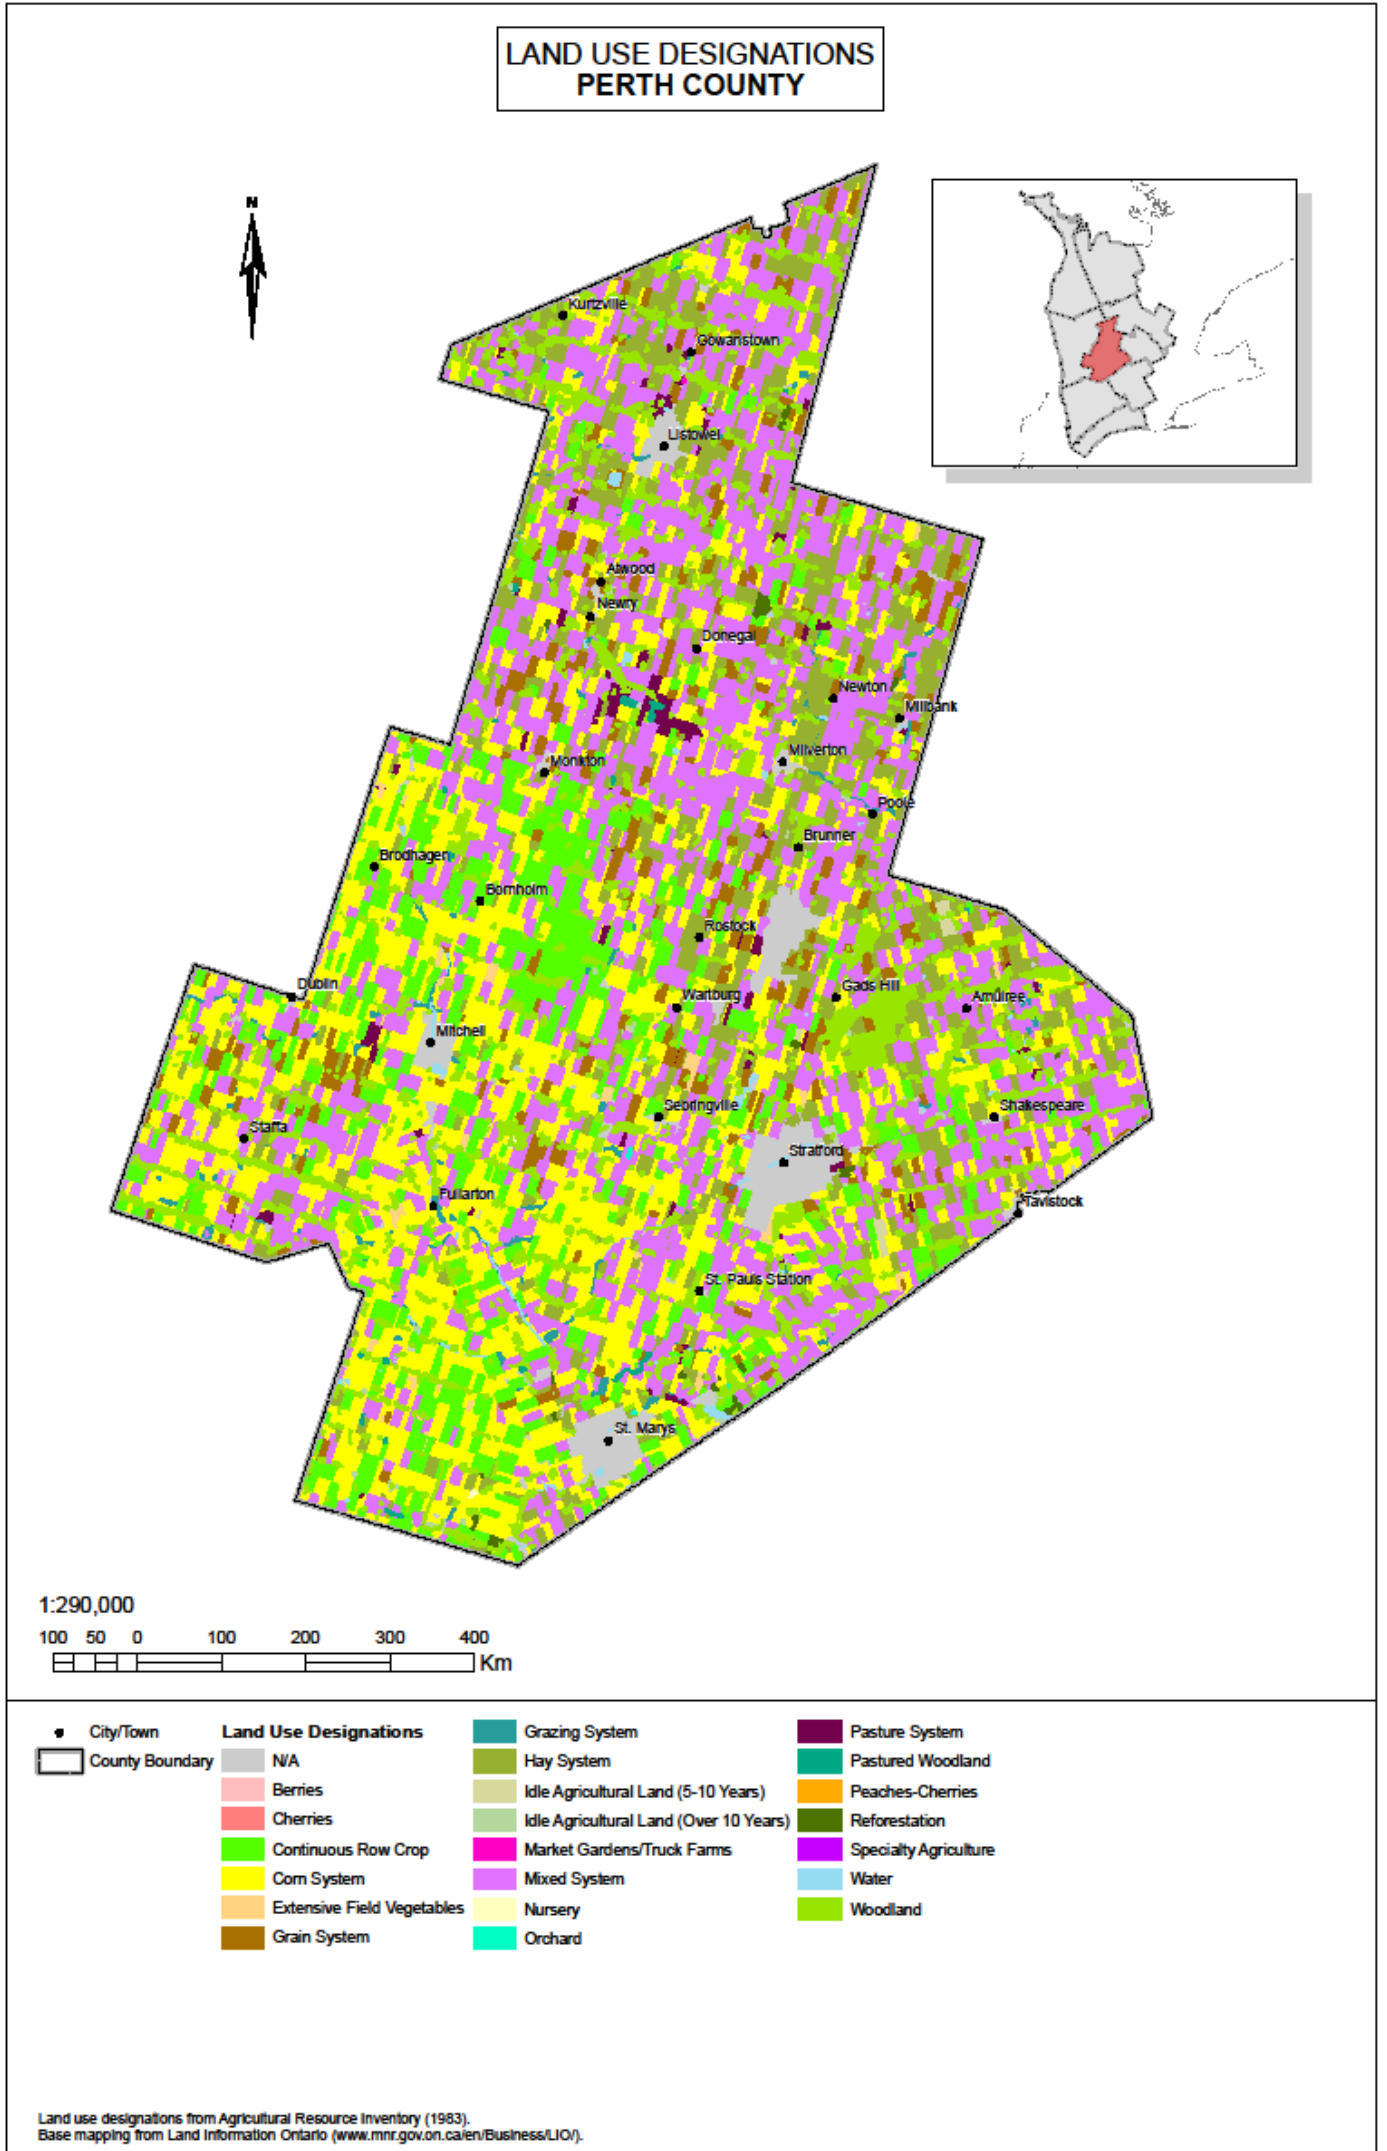 LAND USE DESIGNATIONS
PERTH COUNTY
N
Kurtzville
Gowanstown
Listowel
Atwood
Newry
Donegal
Newton
Millbank
Milverton
Monkton
Poole
Brunner
Brodhagen
Bornholm
Rostock
Dublin
Gads Hill
Wartburg
Amulree
Mitchell
Sebringville
Shakespeare
Staffa
Stratford
Fullarton
Tavistock
St. Pauls Station
St. Marys
1:290,000
100 50 0 100 200 300 400
Km
City/Town
County Boundary
Land Use Designations
N/A
Berries
Cherries
Continuous Row Crop
Corn System
Extensive Field Vegetables
Grain System
Grazing System
Hay System
Idle Agricultural Land (5-10 Years)
Idle Agricultural Land (Over 10 Years)
Market Gardens/Truck Farms
Mixed System
Nursery
Orchard
Pasture System
Pastured Woodland
Peaches-Cherries
Reforestation
Specialty Agriculture
Water
Woodland
Land use designations from Agricultural Resource Inventory (1983).
Base mapping from Land Information Ontario (www.mnr.gov.on.ca/en/Business/LIO/).